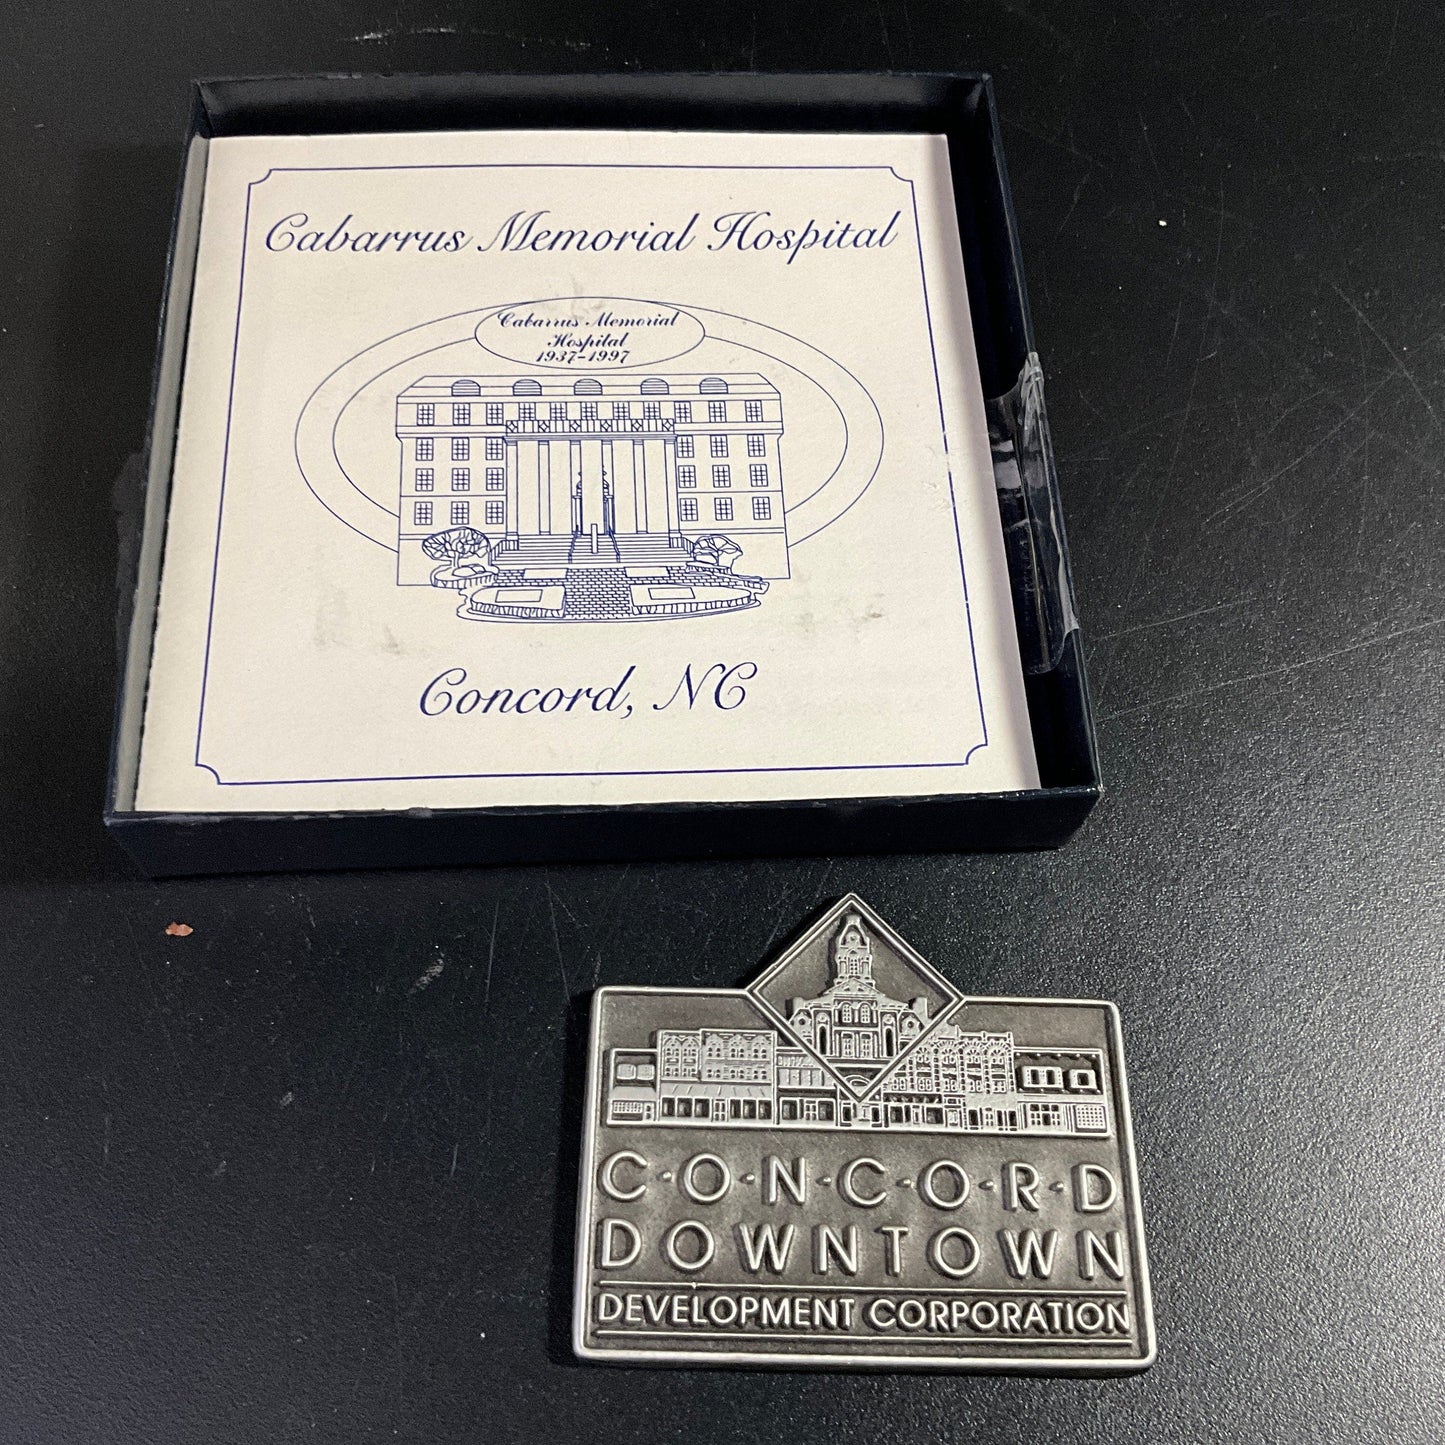 Cabarrus Memorial Hospital
Cabarrus Memorial
Hospital
1937-1997
Concord, NC
C·O·N·C·O·R·D
DOWNTOWN
DEVELOPMENT CORPORATION